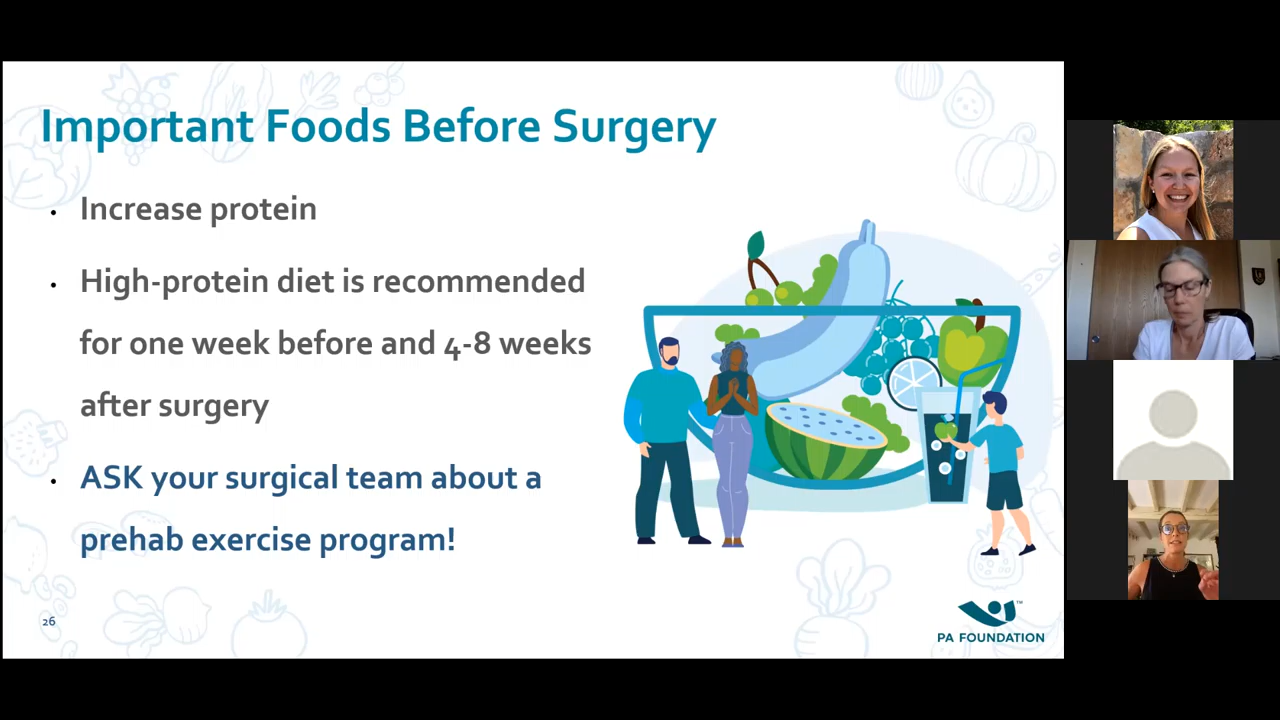 Important Foods Before Surgery
• Increase protein
• High-protein diet is recommended
for one week before and 4-8 weeks
after surgery
• ASK your surgical team about a
prehab exercise program!
26
PA FOUNDATION™